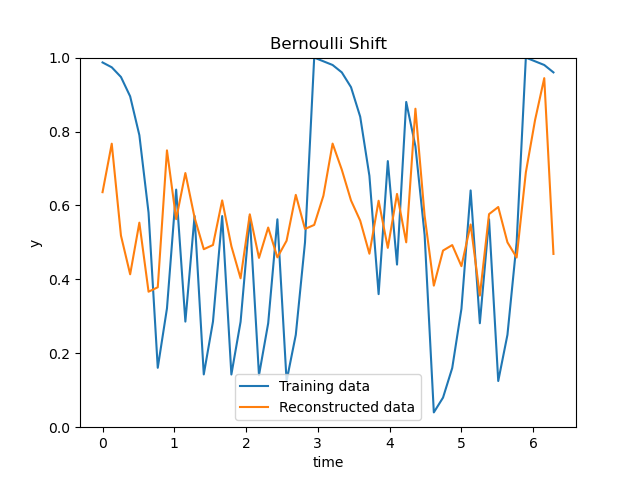 Bernoulli Shift
1.0
0.8
0.6
0.4
0.2
0.0
y
Training data
Reconstructed data
0 1 2 3 4 5 6
time